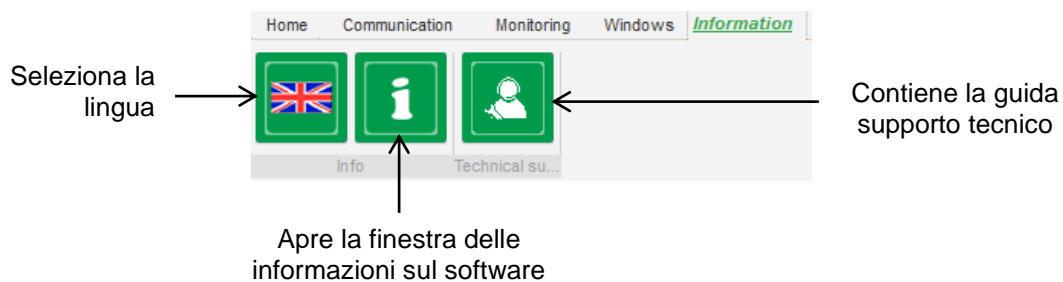 Home Communication Monitoring Windows Information
Seleziona la
lingua
Contiene la guida
supporto tecnico
Info Technical su...
Apre la finestra delle
informazioni sul software